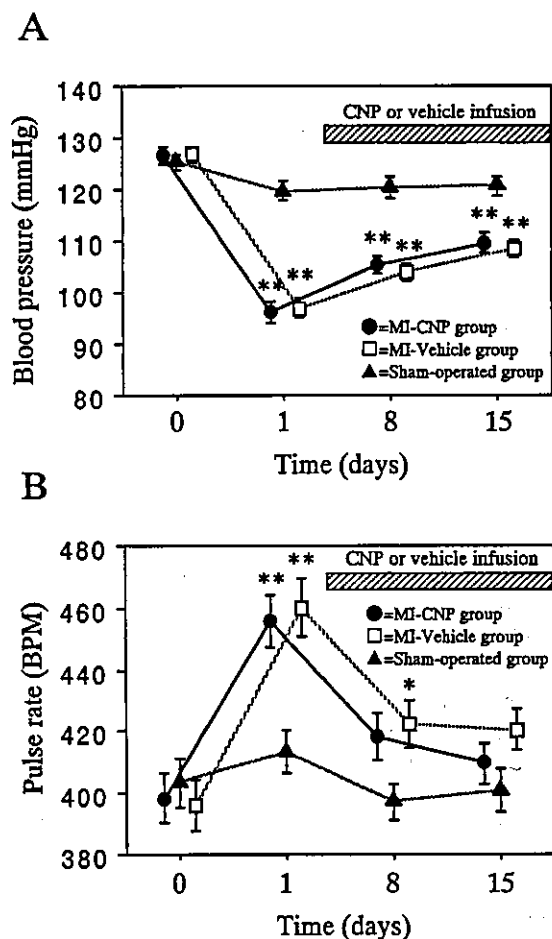 A
140
CNP or vehicle infusion
130
120
110
100
90
80
Blood pressure (mmHg)
**
**
**
**
**
**
●=MI-CNP group
□=MI-Vehicle group
▲=Sham-operated group
0
1
8
15
Time (days)
B
480
CNP or vehicle infusion
460
440
420
400
380
Pulse rate (BPM)
**
**
*
●=MI-CNP group
□=MI-Vehicle group
▲=Sham-operated group
0
1
8
15
Time (days)